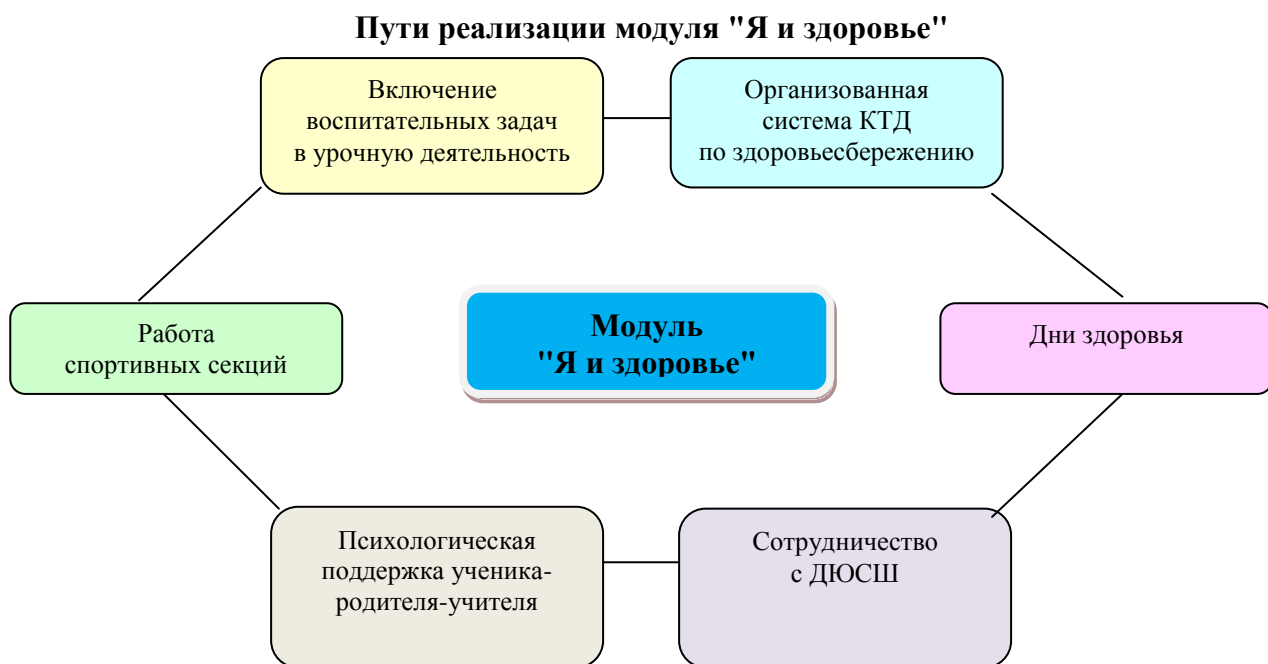 Пути реализации модуля "Я и здоровье"
Включение
воспитательных задач
в урочную деятельность
Организованная
система КТД
по здоровьесбережению
Работа
спортивных секций
Модуль
"Я и здоровье"
Дни здоровья
Психологическая
поддержка ученика-
родителя-учителя
Сотрудничество
с ДЮСШ